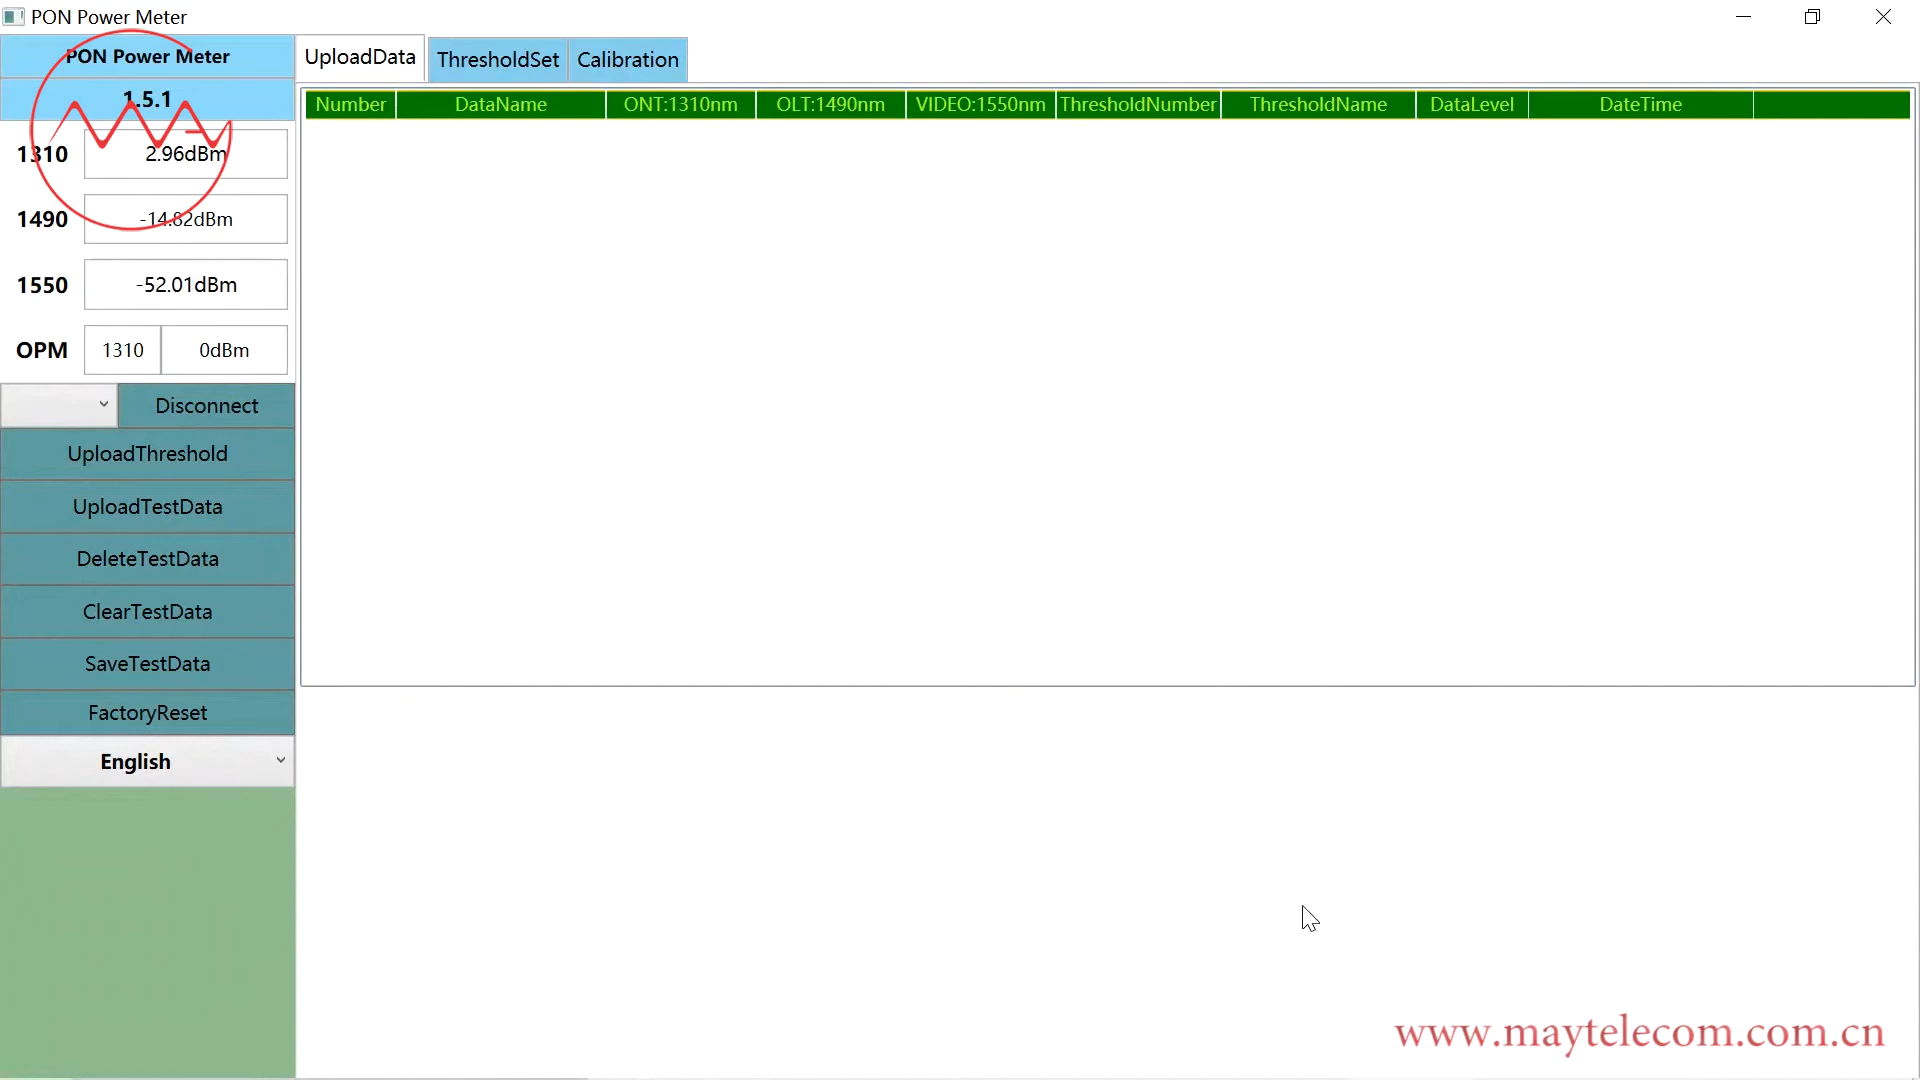 PON Power Meter
PON Power Meter
1.5.1
1310 2.96dBm
1490 -14.82dBm
1550 -52.01dBm
OPM 1310 0dBm
Disconnect
UploadThreshold
UploadTestData
DeleteTestData
ClearTestData
SaveTestData
FactoryReset
English
UploadData ThresholdSet Calibration
Number DataName ONT:1310nm OLT:1490nm VIDEO:1550nm ThresholdNumber ThresholdName DataLevel DateTime
www.maytelecom.com.cn